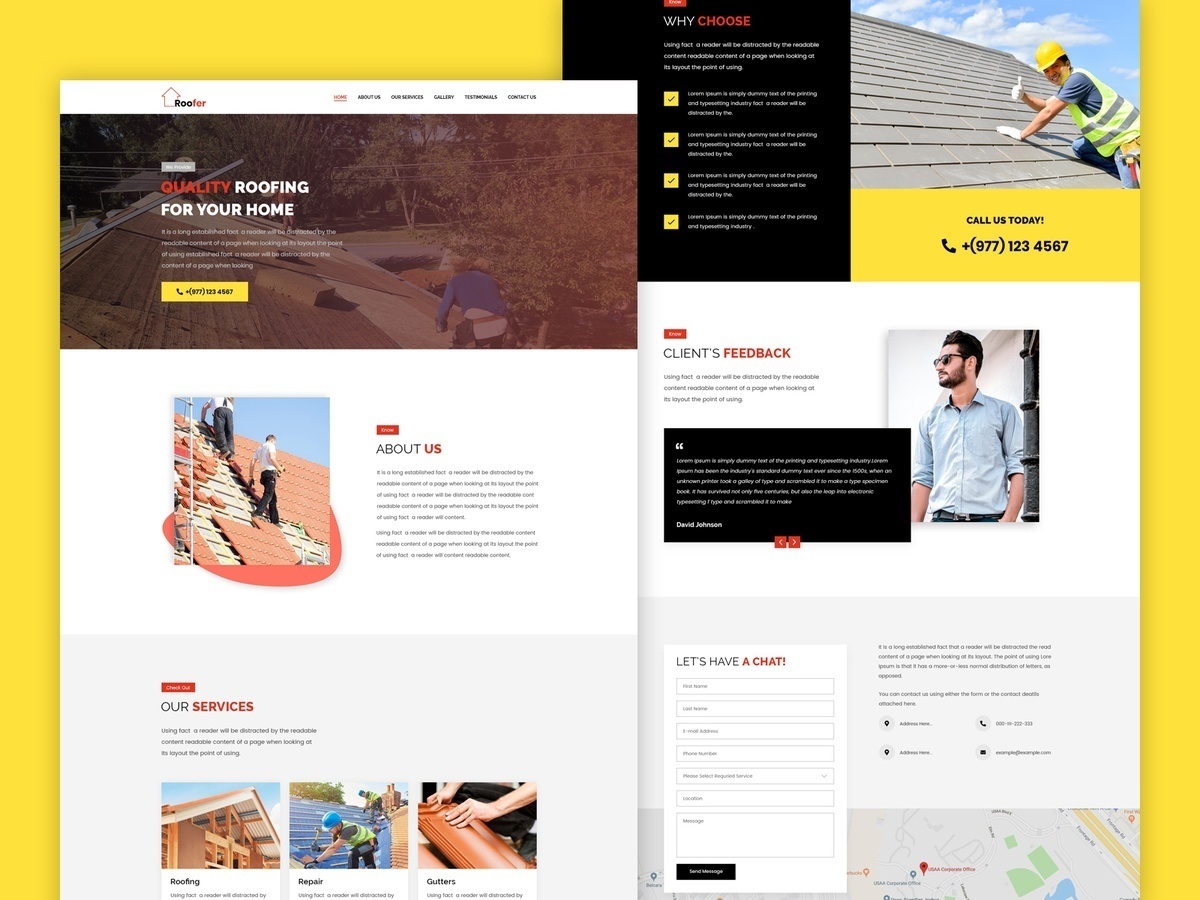 Roofer
HOME ABOUT US OUR SERVICES GALLERY TESTIMONIALS CONTACT US
We Provide
QUALITY ROOFING
FOR YOUR HOME
It is a long established fact a reader will be distracted by the
readable content of a page when looking at its layout the point
of using established fact a reader will be distracted by the
content of a page when looking
+(977) 123 4567
Know
ABOUT US
It is a long established fact a reader will be distracted by the
readable content of a page when looking at its layout the point
of using fact a reader will be distracted by the readable cont
readable content of a page when looking at its layout the point
of using fact a reader will content.
Using fact a reader will be distracted by the readable content
readable content of a page when looking at its layout the point
of using fact a reader will content readable content.
Check Out
OUR SERVICES
Using fact a reader will be distracted by the readable
content readable content of a page when looking at
its layout the point of using.
Roofing
Using fact a reader will be distracted by
Repair
Using fact a reader will be distracted by
Gutters
Using fact a reader will be distracted by
Know
WHY CHOOSE
Using fact a reader will be distracted by the readable
content readable content of a page when looking at
its layout the point of using.
Lorem Ipsum is simply dummy text of the printing
and typesetting industry fact a reader will be
distracted by the.
Lorem Ipsum is simply dummy text of the printing
and typesetting industry fact a reader will be
distracted by the.
Lorem Ipsum is simply dummy text of the printing
and typesetting industry fact a reader will be
distracted by the.
Lorem Ipsum is simply dummy text of the printing
and typesetting industry .
CALL US TODAY!
+(977) 123 4567
Know
CLIENT'S FEEDBACK
Using fact a reader will be distracted by the readable
content readable content of a page when looking at
its layout the point of using.
“
Lorem Ipsum is simply dummy text of the printing and typesetting industry.Lorem
Ipsum has been the industry's standard dummy text ever since the 1500s, when an
unknown printer took a galley of type and scrambled it to make a type specimen
book. It has survived not only five centuries, but also the leap into electronic
typesetting 1 type and scrambled it to make
David Johnson
LET'S HAVE A CHAT!
First Name
Last Name
E-mail Address
Phone Number
Please Select Requried Service
Location
Message
Send Message
It is a long established fact that a reader will be distracted the read
content of a page when looking at its layout. The point of using Lore
Ipsum is that it has a more-or-less normal distribution of letters, as
opposed.
You can contact us using either the form or the contact deatils
attached here.
Address Here..
000-111-222-333
Address Here..
example@example.com
USAA Corporate Office
USAA Corporate Office
Frontage Rd
Frontage Rd